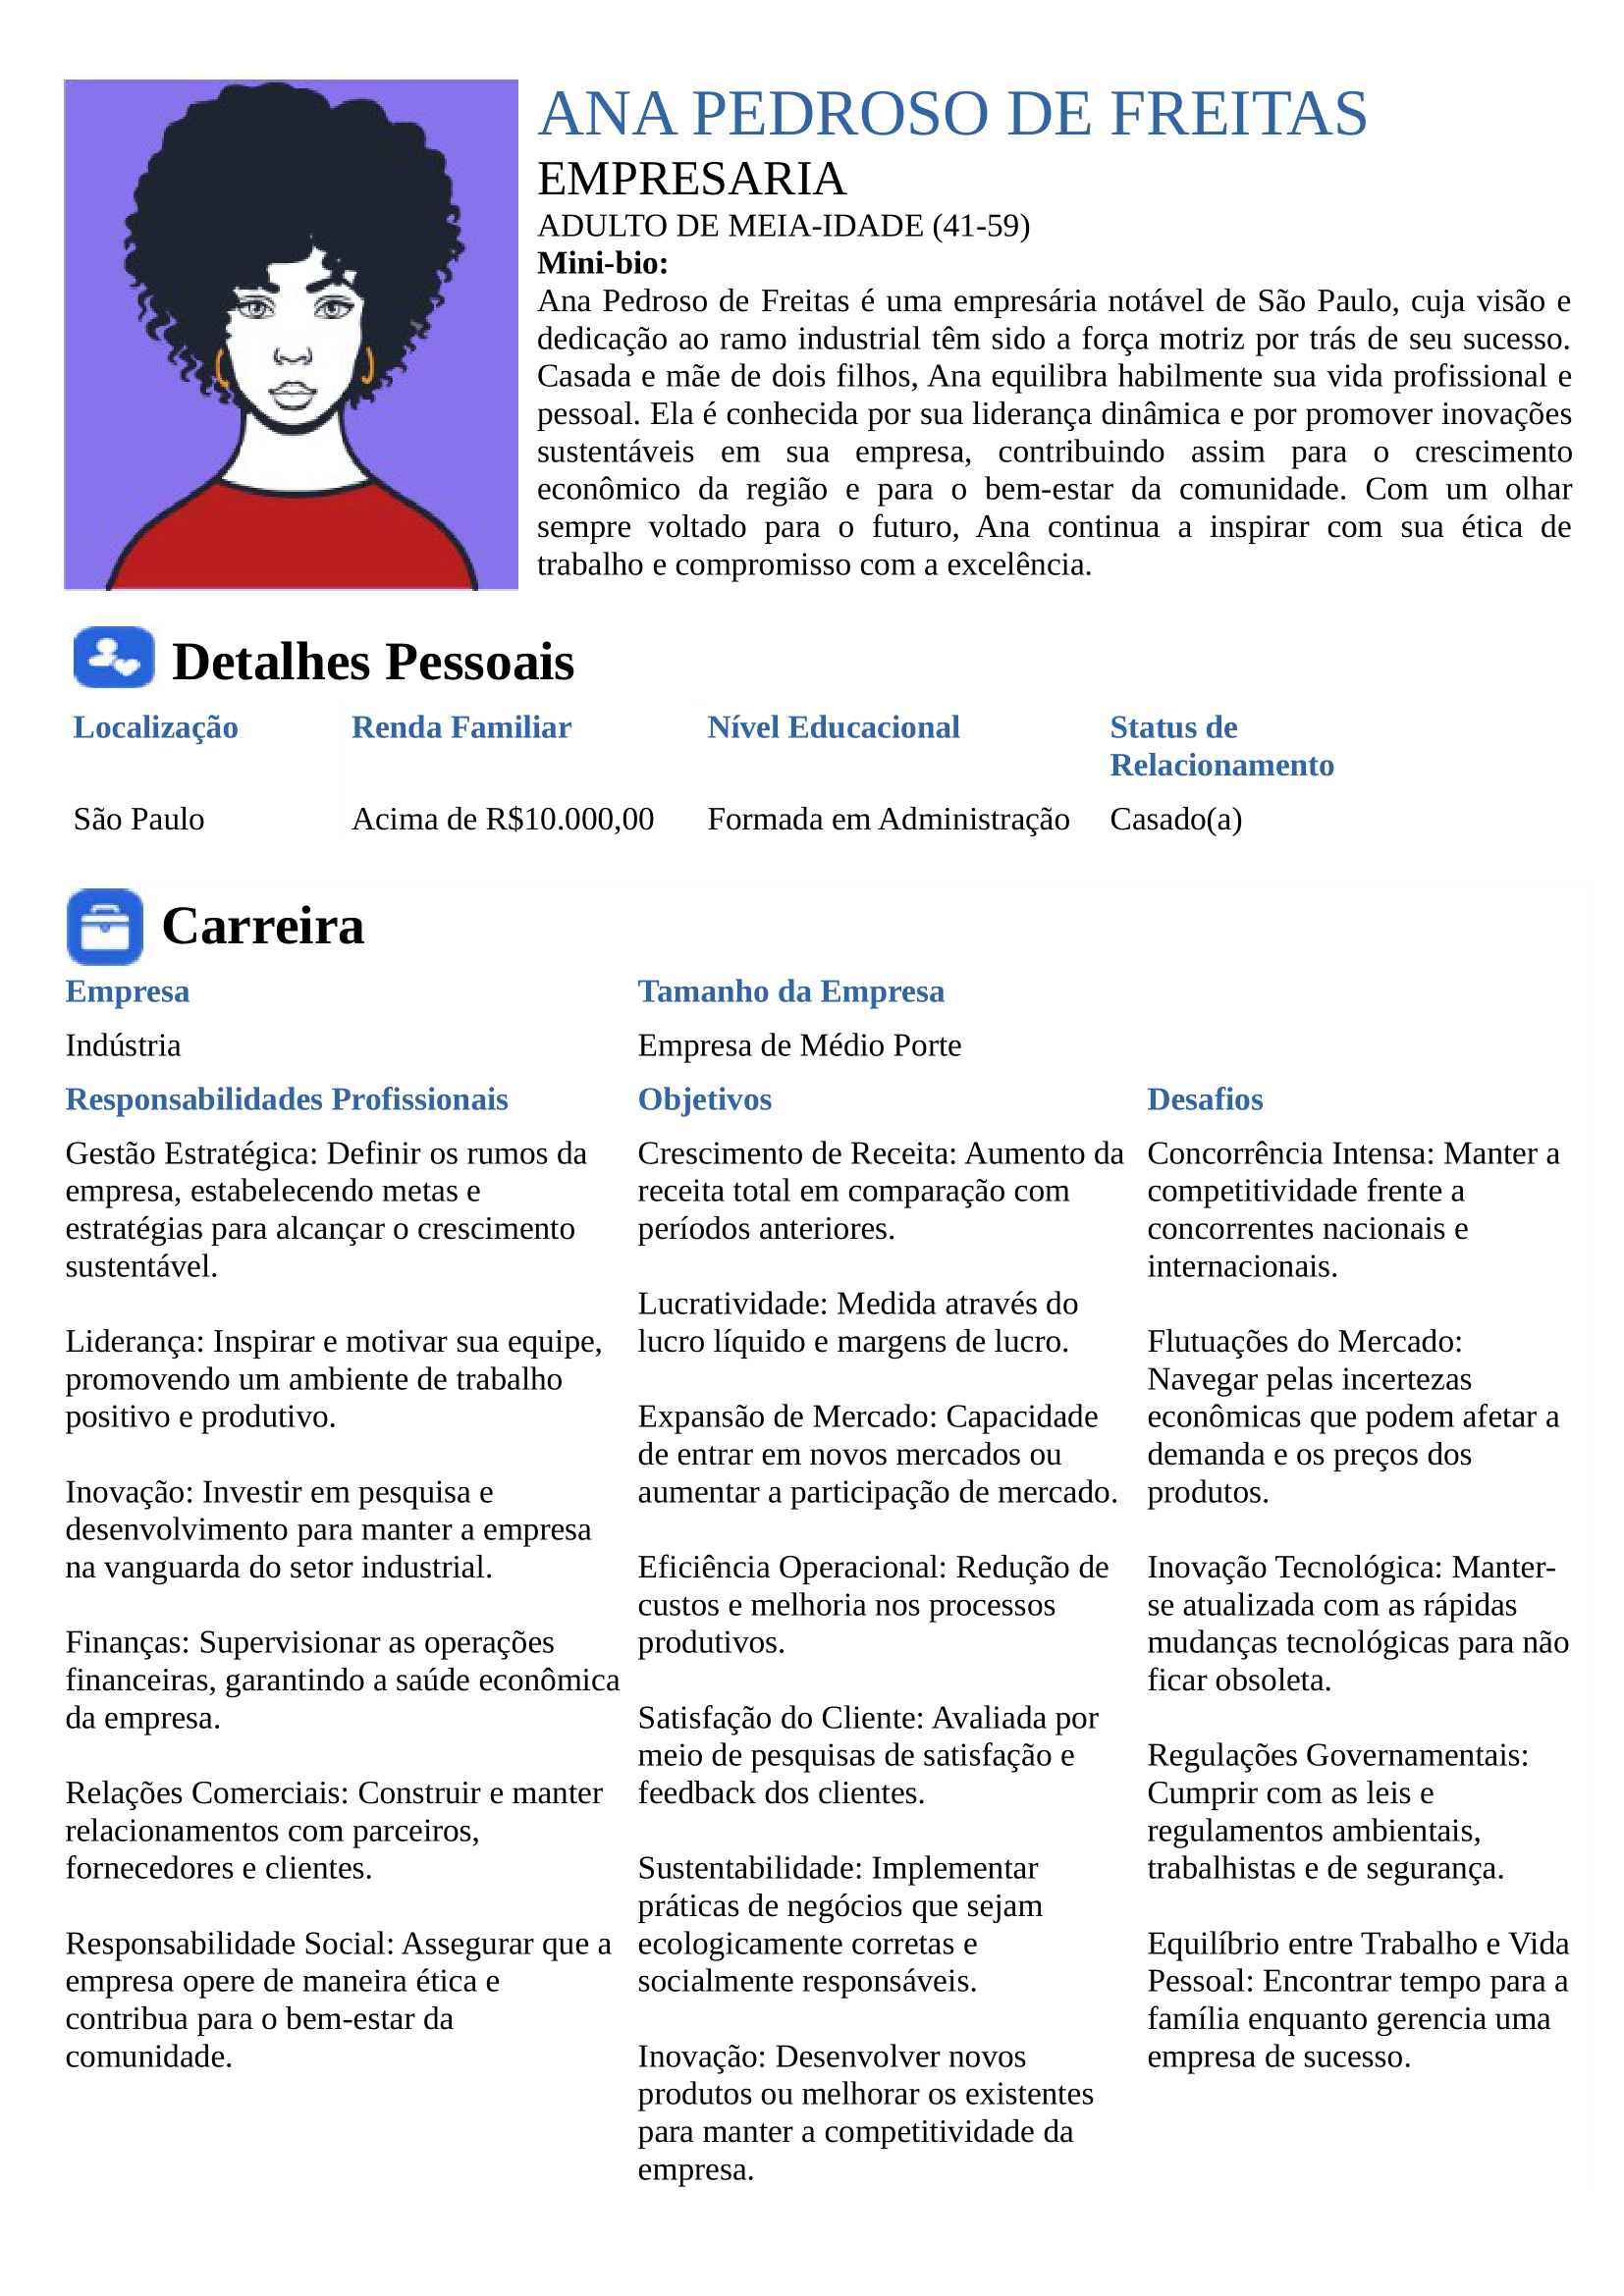 ANA PEDROSO DE FREITAS
EMPRESARIA
ADULTO DE MEIA-IDADE (41-59)
Mini-bio:
Ana Pedroso de Freitas é uma empresária notável de São Paulo, cuja visão e
dedicação ao ramo industrial têm sido a força motriz por trás de seu sucesso.
Casada e mãe de dois filhos, Ana equilibra habilmente sua vida profissional e
pessoal. Ela é conhecida por sua liderança dinâmica e por promover inovações
sustentáveis em sua empresa, contribuindo assim para o crescimento
econômico da região e para o bem-estar da comunidade. Com um olhar
sempre voltado para o futuro, Ana continua a inspirar com sua ética de
trabalho e compromisso com a excelência.
Detalhes Pessoais
Localização
Renda Familiar
Nível Educacional
Status de
Relacionamento
São Paulo
Acima de R$10.000,00
Formada em Administração
Casado(a)
Carreira
Empresa
Tamanho da Empresa
Indústria
Empresa de Médio Porte
Responsabilidades Profissionais
Gestão Estratégica: Definir os rumos da
empresa, estabelecendo metas e
estratégias para alcançar o crescimento
sustentável.
Liderança: Inspirar e motivar sua equipe,
promovendo um ambiente de trabalho
positivo e produtivo.
Inovação: Investir em pesquisa e
desenvolvimento para manter a empresa
na vanguarda do setor industrial.
Finanças: Supervisionar as operações
financeiras, garantindo a saúde econômica
da empresa.
Relações Comerciais: Construir e manter
relacionamentos com parceiros,
fornecedores e clientes.
Responsabilidade Social: Assegurar que a
empresa opere de maneira ética e
contribua para o bem-estar da
comunidade.
Objetivos
Crescimento de Receita: Aumento da
receita total em comparação com
períodos anteriores.
Lucratividade: Medida através do
lucro líquido e margens de lucro.
Expansão de Mercado: Capacidade
de entrar em novos mercados ou
aumentar a participação de mercado.
Eficiência Operacional: Redução de
custos e melhoria nos processos
produtivos.
Satisfação do Cliente: Avaliada por
meio de pesquisas de satisfação e
feedback dos clientes.
Sustentabilidade: Implementar
práticas de negócios que sejam
ecologicamente corretas e
socialmente responsáveis.
Inovação: Desenvolver novos
produtos ou melhorar os existentes
para manter a competitividade da
empresa.
Desafios
Concorrência Intensa: Manter a
competitividade frente a
concorrentes nacionais e
internacionais.
Flutuações do Mercado:
Navegar pelas incertezas
econômicas que podem afetar a
demanda e os preços dos
produtos.
Inovação Tecnológica: Manter-
se atualizada com as rápidas
mudanças tecnológicas para não
ficar obsoleta.
Regulações Governamentais:
Cumprir com as leis e
regulamentos ambientais,
trabalhistas e de segurança.
Equilíbrio entre Trabalho e Vida
Pessoal: Encontrar tempo para a
família enquanto gerencia uma
empresa de sucesso.